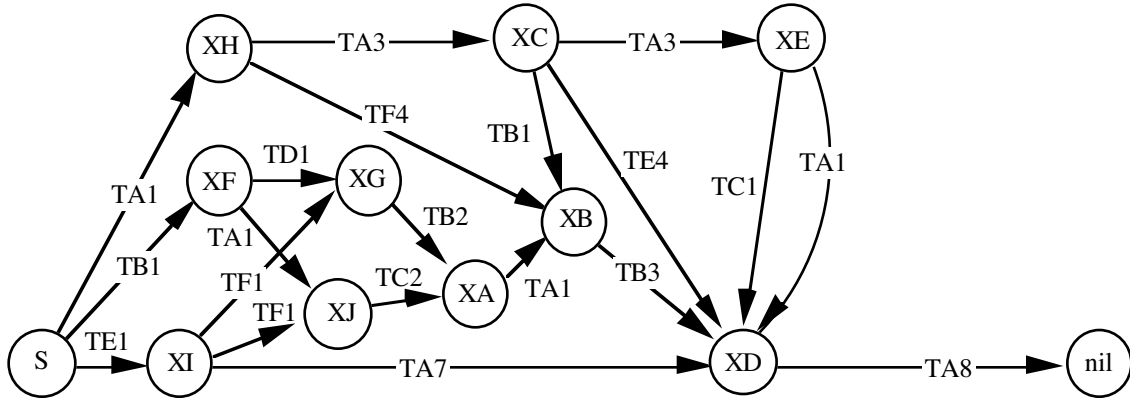 XH
TA3
XC
TA3
XE
TF4
TB1
TE4
TA1
TC1
TA1
XF
TD1
XG
TB2
XB
TB1
TA1
TF1
TF1
XJ
TC2
XA
TA1
TB3
S
TE1
XI
TA7
XD
TA8
nil